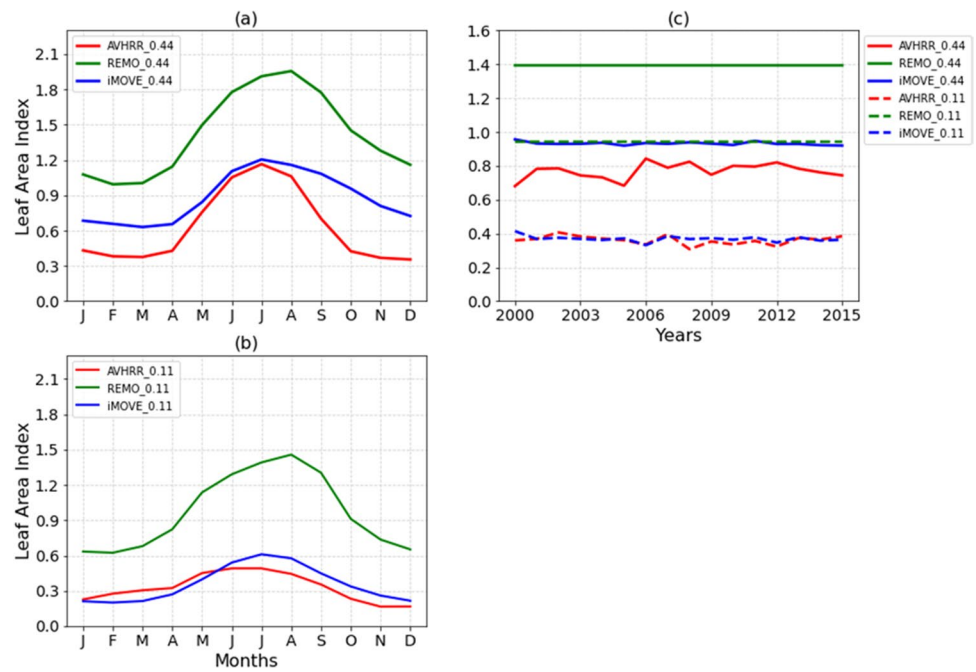 (a)
Leaf Area Index
2.1
1.8
1.5
1.2
0.9
0.6
0.3
0.0
AVHRR_0.44
REMO_0.44
iMOVE_0.44
J F M A M J J A S O N D
(c)
1.6
1.4
1.2
1.0
0.8
0.6
0.4
0.2
0.0
AVHRR_0.44
REMO_0.44
iMOVE_0.44
AVHRR_0.11
REMO_0.11
iMOVE_0.11
2000 2003 2006 2009 2012 2015
Years
(b)
Leaf Area Index
2.1
1.8
1.5
1.2
0.9
0.6
0.3
0.0
AVHRR_0.11
REMO_0.11
iMOVE_0.11
J F M A M J J A S O N D
Months